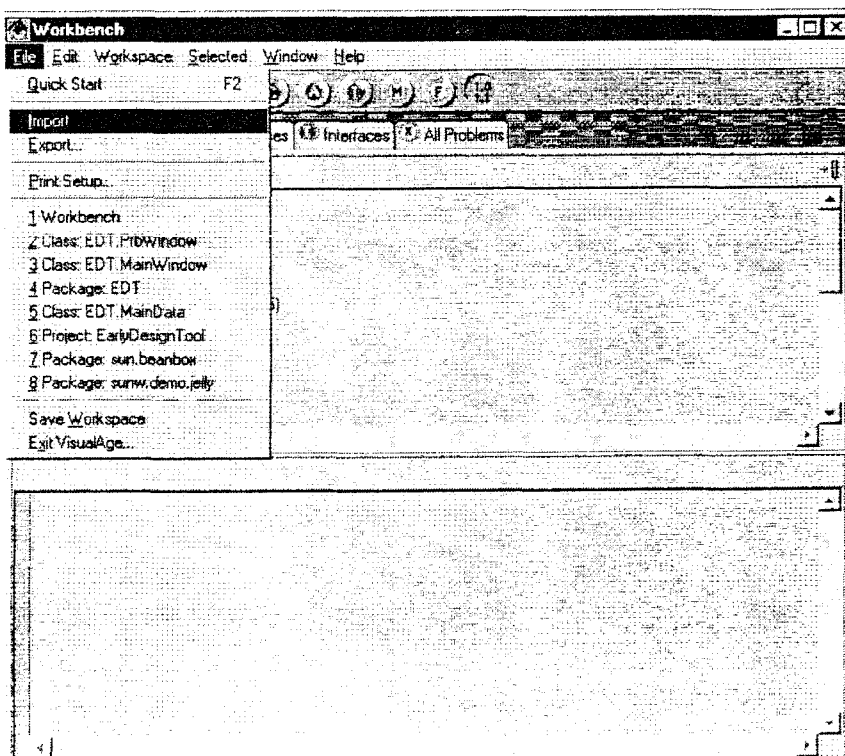 Workbench
File Edit Workspace Selected Window Help
Quick Start F2
Import
Export...
Print Setup...
1 Workbench
2 Class: EDT.PrbWindow
3 Class: EDT.MainWindow
4 Package: EDT
5 Class: EDT.MainData
6 Project: EarlyDesignTool
7 Package: sun.beanbox
8 Package: sunw.demo.jelly
Save Workspace
Exit VisualAge...
es Interfaces All Problems